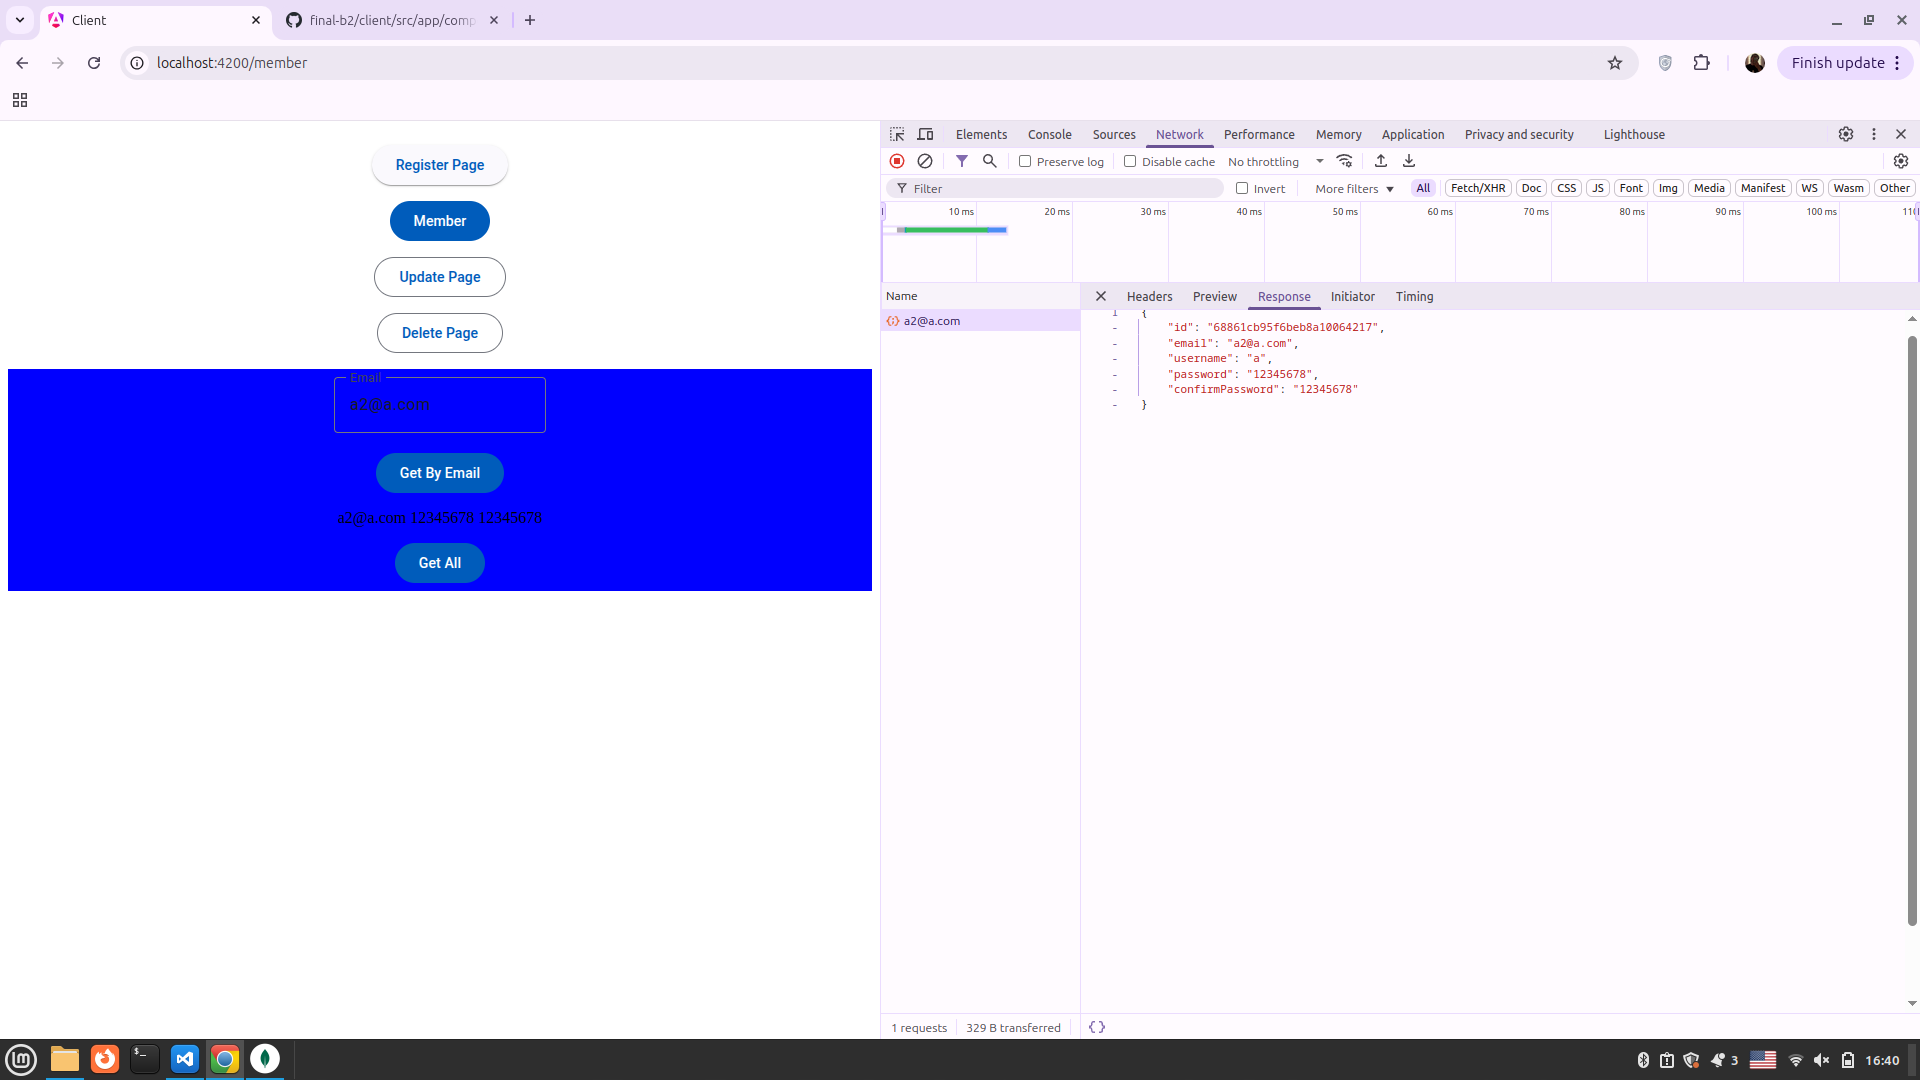 Client
final-b2/client/src/app/comp
localhost:4200/member
Finish update
Register Page
Member
Update Page
Delete Page
Email
a2@a.com
Get By Email
a2@a.com 12345678 12345678
Get All
Elements Console Sources Network Performance Memory Application Privacy and security Lighthouse
Preserve log Disable cache No throttling
Filter Invert More filters All Fetch/XHR Doc CSS JS Font Img Media Manifest WS Wasm Other
10 ms 20 ms 30 ms 40 ms 50 ms 60 ms 70 ms 80 ms 90 ms 100 ms 110
Name
a2@a.com
Headers Preview Response Initiator Timing
1 {
- "id": "68861cb95f6beb8a10064217",
- "email": "a2@a.com",
- "username": "a",
- "password": "12345678",
- "confirmPassword": "12345678"
- }
1 requests 329 B transferred
{}
3 16:40